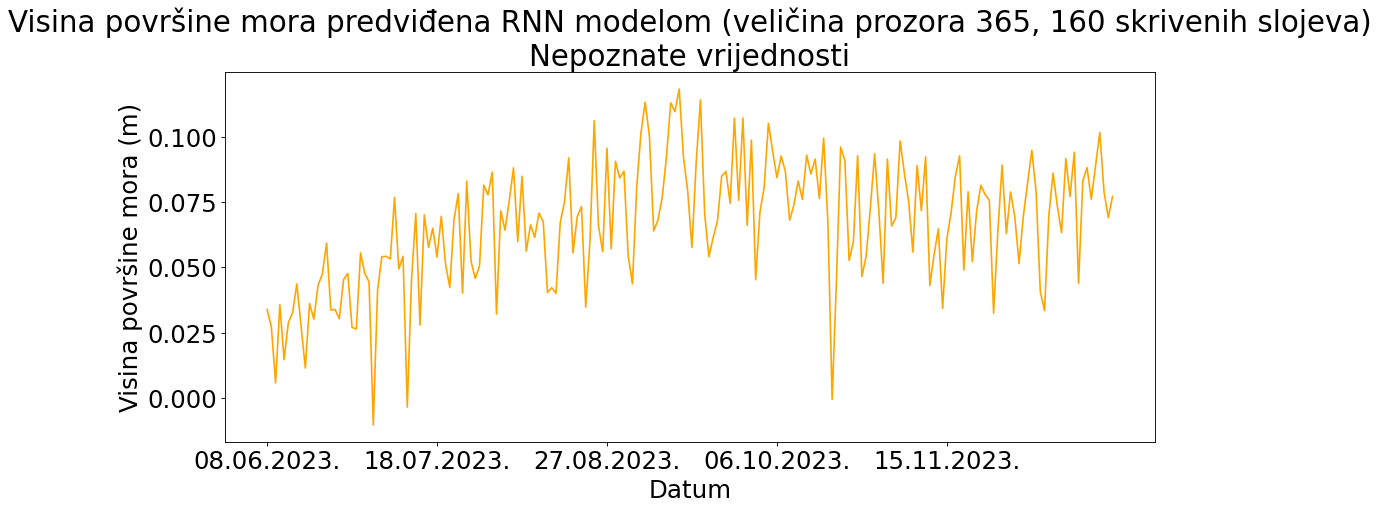 Visina površine mora predviđena RNN modelom (veličina prozora 365, 160 skrivenih slojeva)
Nepoznate vrijednosti
Visina površine mora (m)
0.100
0.075
0.050
0.025
0.000
08.06.2023. 18.07.2023. 27.08.2023. 06.10.2023. 15.11.2023.
Datum